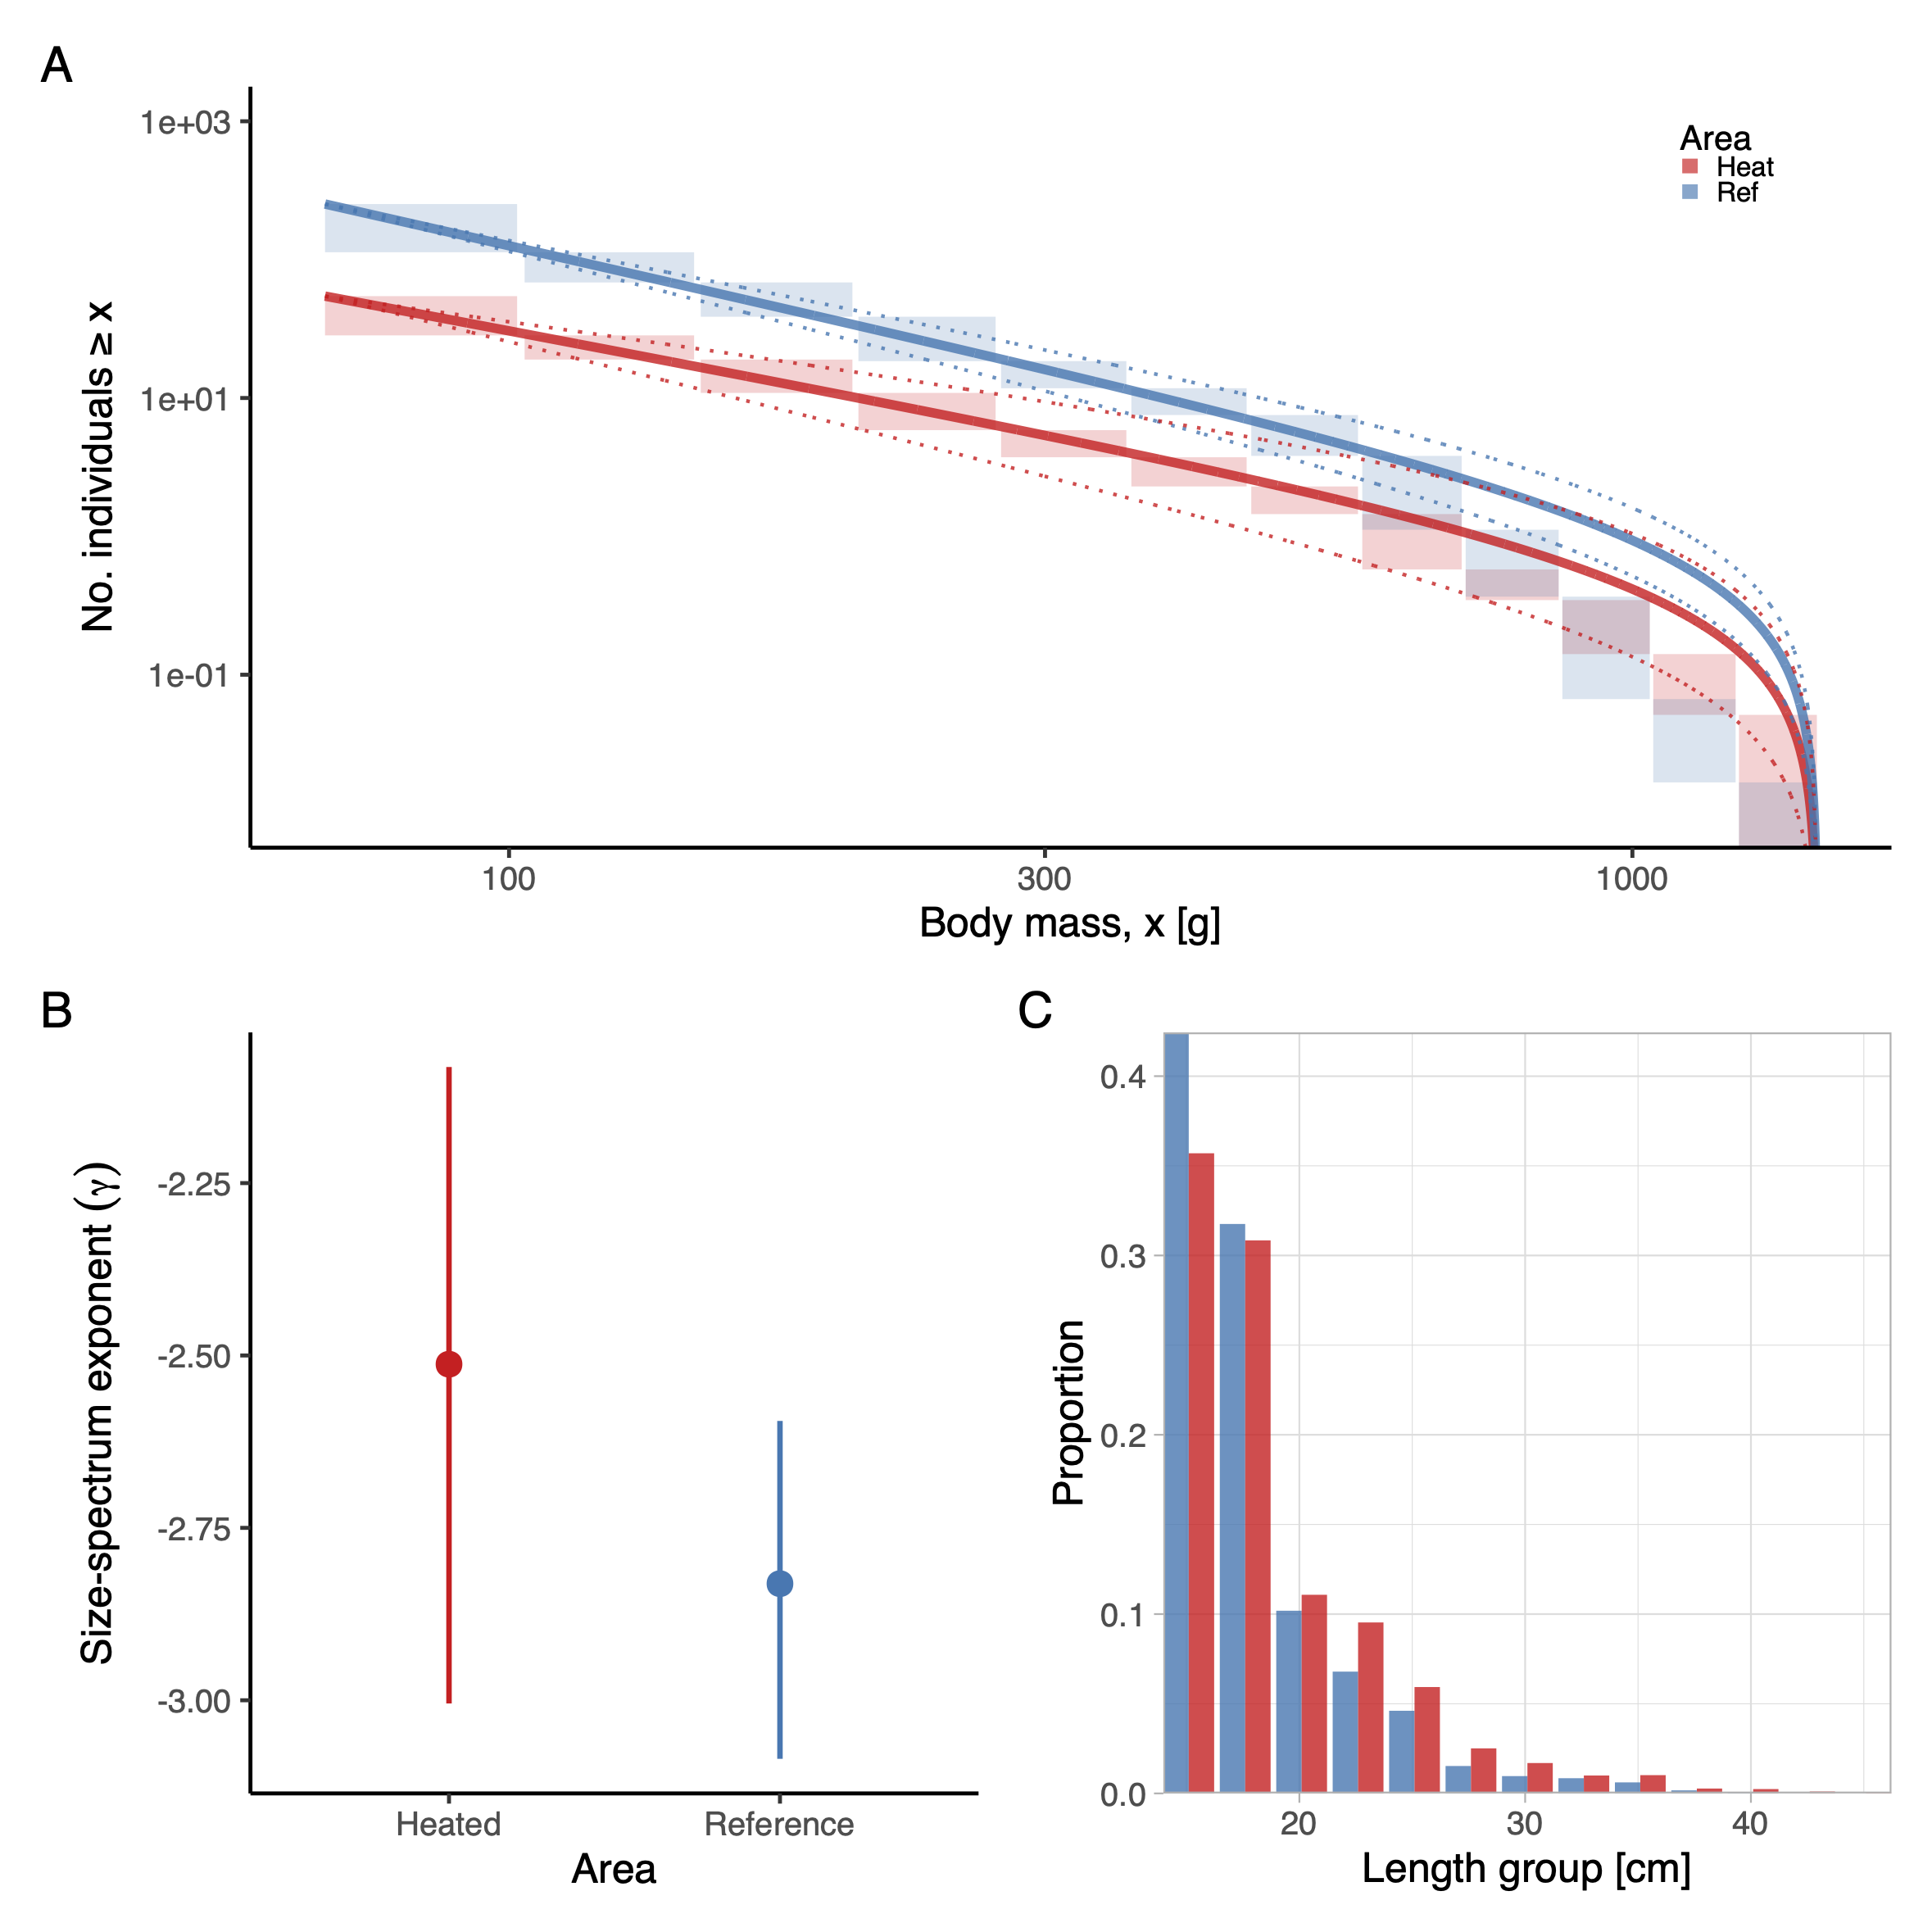 A
1e+03
1e+01
1e-01
No. individuals ≥ x
Area
Heat
Ref
100
300
1000
Body mass, x [g]
B
-2.25
-2.50
-2.75
-3.00
Size-spectrum exponent (γ)
Heated
Reference
Area
C
0.4
0.3
0.2
0.1
0.0
Proportion
20
30
40
Length group [cm]